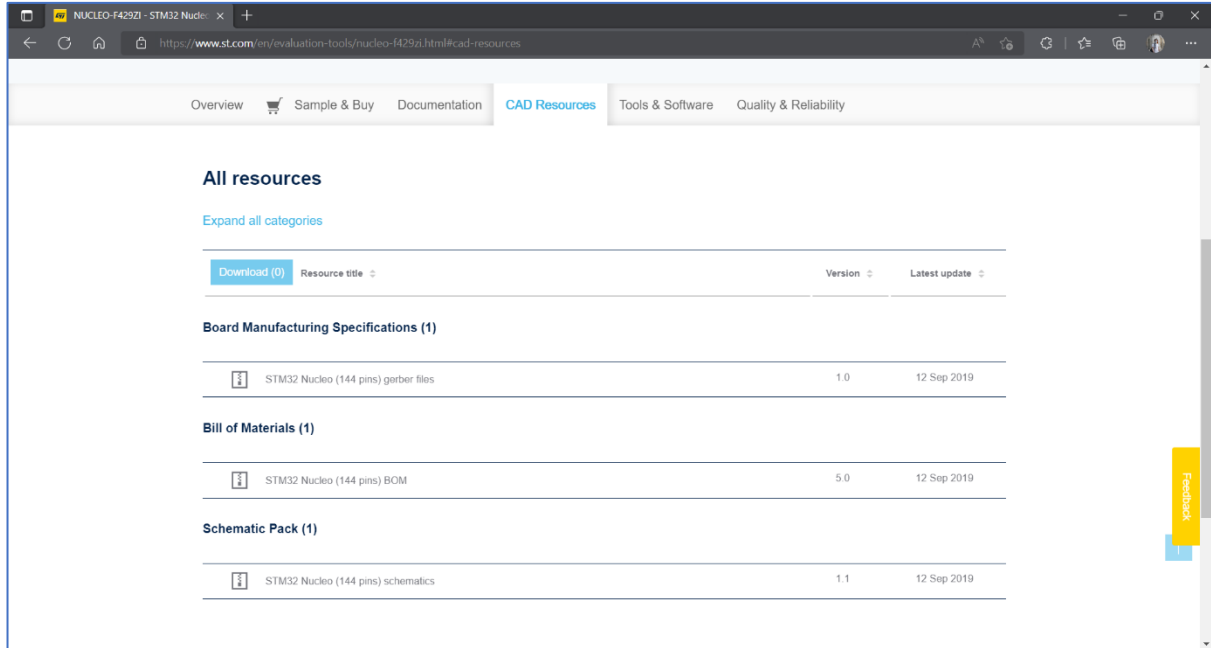 NUCLEO-F429ZI - STM32 Nucleo
https://www.st.com/en/evaluation-tools/nucleo-f429zi.html#cad-resources
Overview Sample & Buy Documentation CAD Resources Tools & Software Quality & Reliability
All resources
Expand all categories
Download (0) Resource title Version Latest update
Board Manufacturing Specifications (1)
STM32 Nucleo (144 pins) gerber files 1.0 12 Sep 2019
Bill of Materials (1)
STM32 Nucleo (144 pins) BOM 5.0 12 Sep 2019
Feedback
Schematic Pack (1)
STM32 Nucleo (144 pins) schematics 1.1 12 Sep 2019